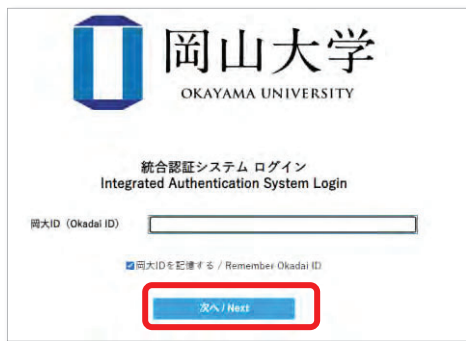 岡山大学
OKAYAMA UNIVERSITY
統合認証システム ログイン
Integrated Authentication System Login
岡大ID（Okadai ID）
岡大IDを記憶する / Remember Okadai ID
次へ / Next